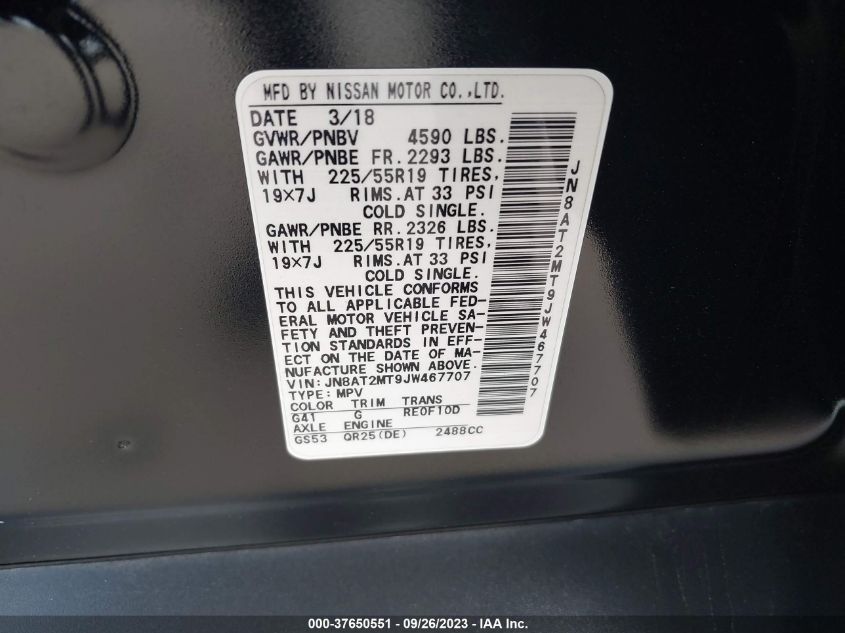 MFD BY NISSAN MOTOR CO.,LTD.
DATE 3/18
GVWR/PNBV 4590 LBS.
GAWR/PNBE FR.2293 LBS.
WITH 225/55R19 TIRES,
19×7J RIMS.AT 33 PSI
COLD SINGLE.
GAWR/PNBE RR.2326 LBS.
WITH 225/55R19 TIRES,
19×7J RIMS.AT 33 PSI
COLD SINGLE.
THIS VEHICLE CONFORMS
TO ALL APPLICABLE FED-
ERAL MOTOR VEHICLE SA-
FETY AND THEFT PREVEN-
TION STANDARDS IN EFF-
ECT ON THE DATE OF MA-
NUFACTURE SHOWN ABOVE.
VIN:JN8AT2MT9JW467707
TYPE:MPV
COLOR TRIM TRANS
G41 G RE0F10D
AXLE ENGINE
GS53 QR25(DE) 2488CC
JN8AT2MT9JW467707
000-37650551 - 09/26/2023 - IAA Inc.